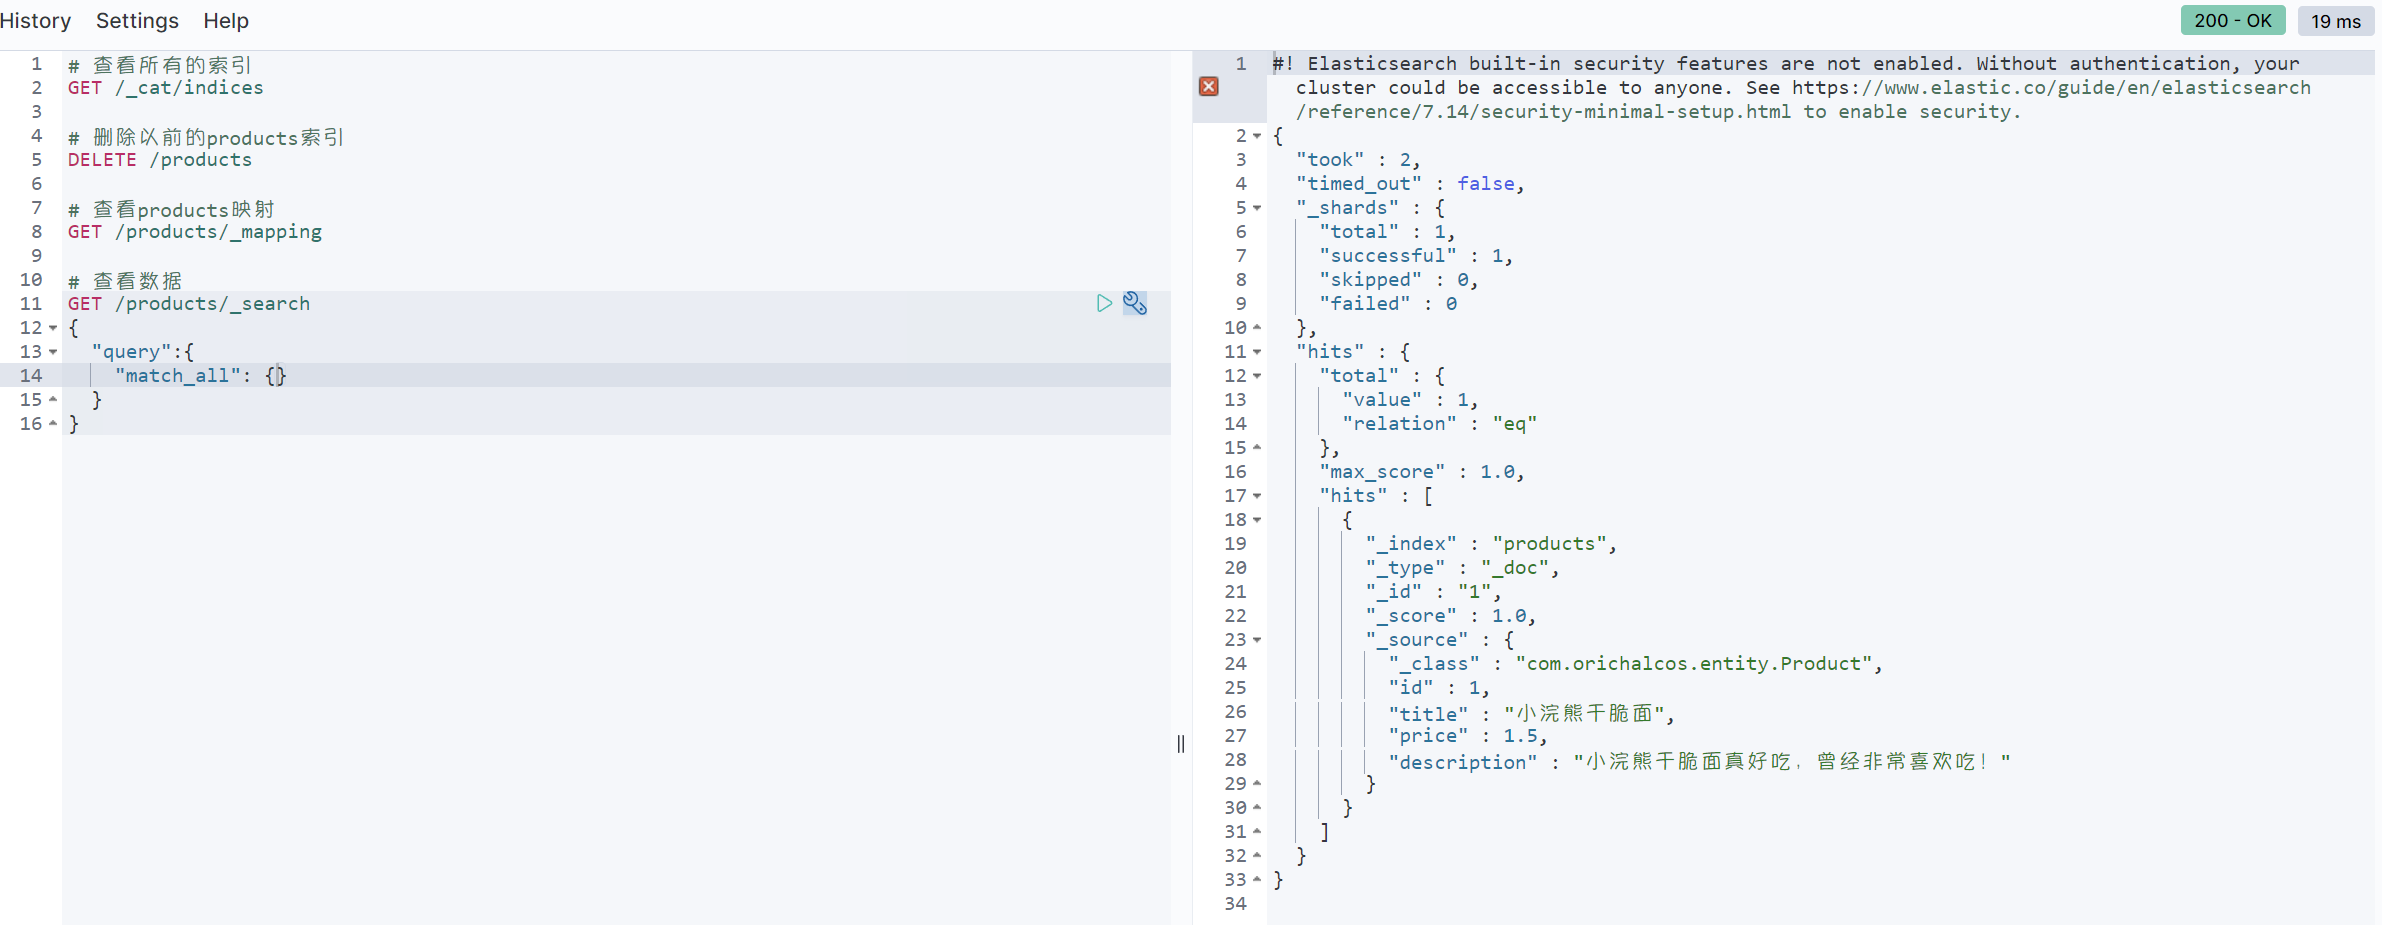 History Settings Help
200 - OK 19 ms
1 # 查看所有的索引
2 GET /_cat/indices
3
4 # 删除以前的products索引
5 DELETE /products
6
7 # 查看products映射
8 GET /products/_mapping
9
10 # 查看数据
11 GET /products/_search
12 {
13 "query":{
14 "match_all": {}
15 }
16 }
1 #! Elasticsearch built-in security features are not enabled. Without authentication, your
cluster could be accessible to anyone. See https://www.elastic.co/guide/en/elasticsearch
/reference/7.14/security-minimal-setup.html to enable security.
2 {
3 "took" : 2,
4 "timed_out" : false,
5 "_shards" : {
6 "total" : 1,
7 "successful" : 1,
8 "skipped" : 0,
9 "failed" : 0
10 },
11 "hits" : {
12 "total" : {
13 "value" : 1,
14 "relation" : "eq"
15 },
16 "max_score" : 1.0,
17 "hits" : [
18 {
19 "_index" : "products",
20 "_type" : "_doc",
21 "_id" : "1",
22 "_score" : 1.0,
23 "_source" : {
24 "_class" : "com.orichalcos.entity.Product",
25 "id" : 1,
26 "title" : "小浣熊干脆面",
27 "price" : 1.5,
28 "description" : "小浣熊干脆面真好吃，曾经非常喜欢吃！"
29 }
30 }
31 ]
32 }
33 }
34